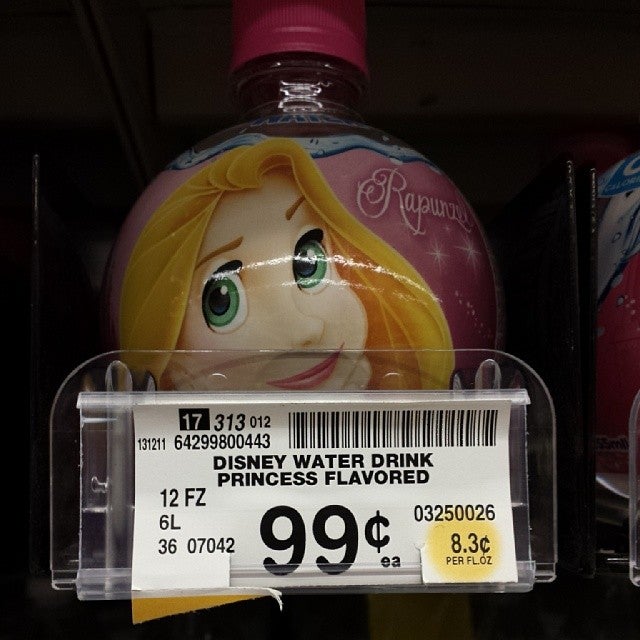 Rapunzel
17 313 012
131211 64299800443
DISNEY WATER DRINK
PRINCESS FLAVORED
12 FZ
6L
36 07042
99¢ ea
03250026
8.3¢
PER FL.OZ